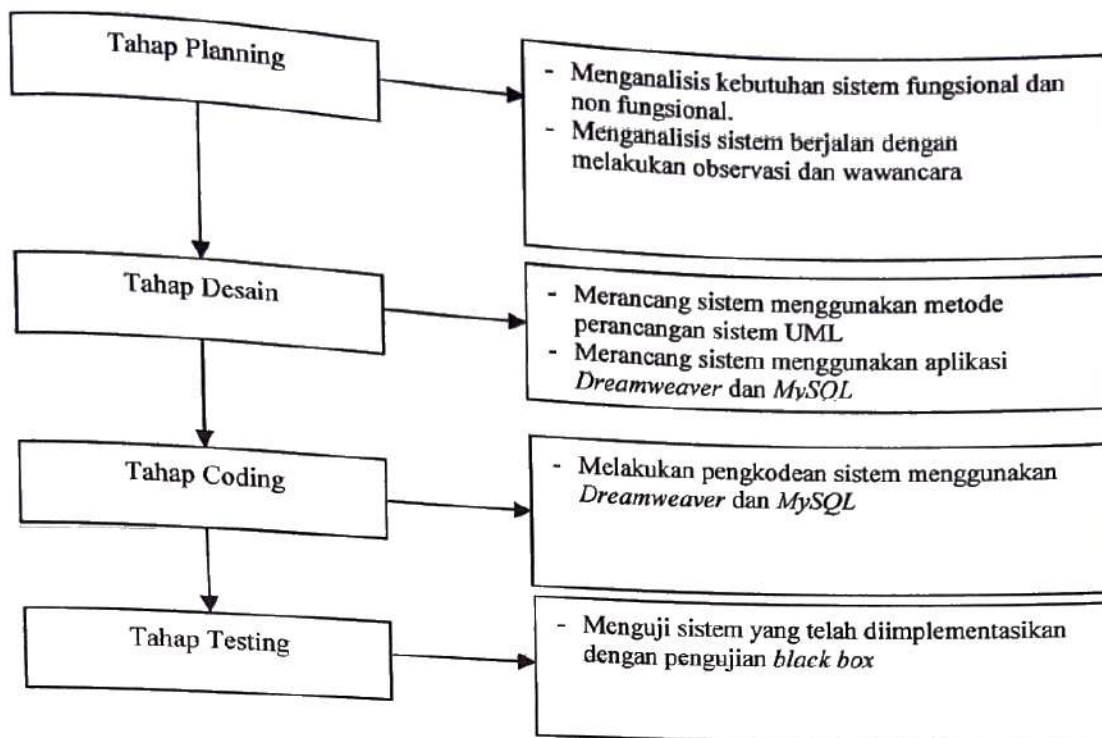 Tahap Planning
- Menganalisis kebutuhan sistem fungsional dan
non fungsional.
- Menganalisis sistem berjalan dengan
melakukan observasi dan wawancara
Tahap Desain
- Merancang sistem menggunakan metode
perancangan sistem UML
- Merancang sistem menggunakan aplikasi
Dreamweaver dan MySQL
Tahap Coding
- Melakukan pengkodean sistem menggunakan
Dreamweaver dan MySQL
Tahap Testing
- Menguji sistem yang telah diimplementasikan
dengan pengujian black box